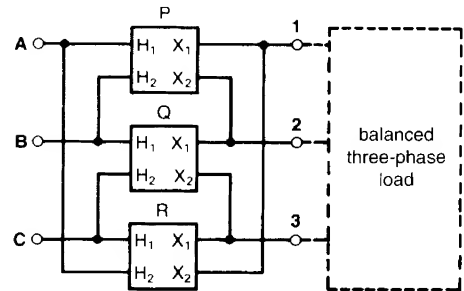 P
1
A H₁ X₁
H₂ X₂
Q
2
B H₁ X₁
H₂ X₂
balanced
three-phase
load
R
3
C H₁ X₁
H₂ X₂